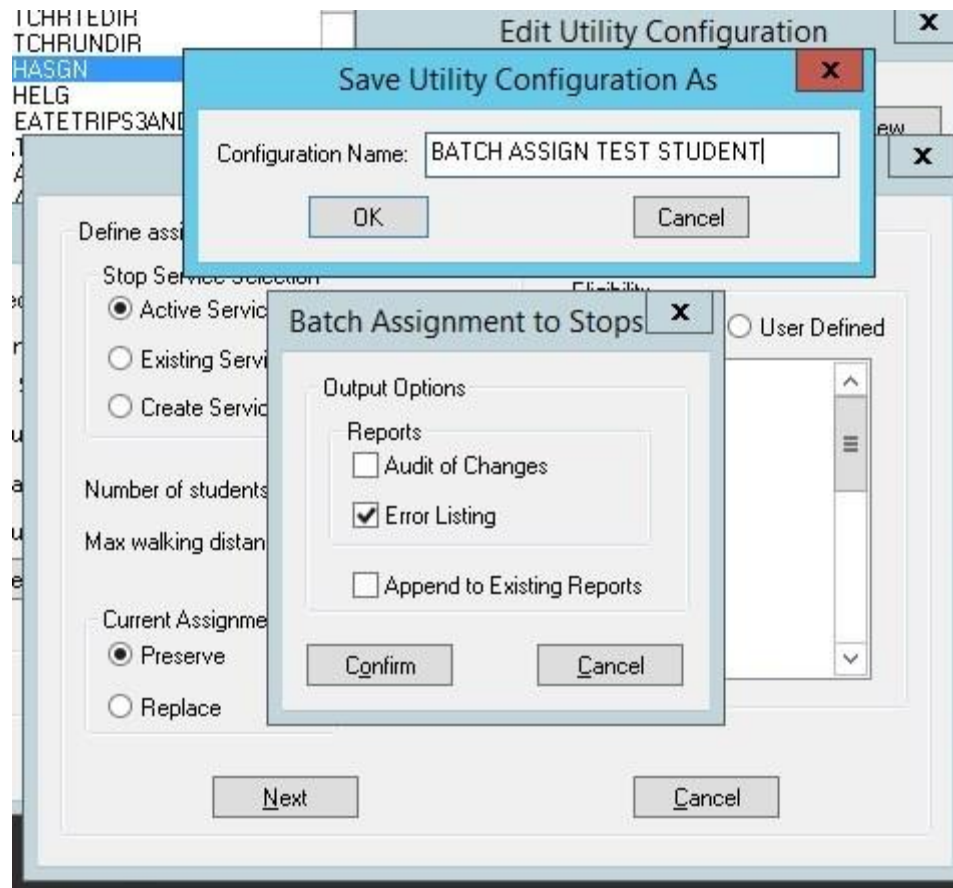 TCHRTEDIR
TCHRUNDIR
HASGN
HELG
EATETRIPS3AND
Edit Utility Configuration
x
Save Utility Configuration As
x
Configuration Name: BATCH ASSIGN TEST STUDENT
OK
Cancel
ew
x
Define assi
Stop Service Selection
Active Servic
Existing Servi
Create Servic
Eligibility
User Defined
Number of students
Max walking distan
Current Assignme
Preserve
Replace
Next
Cancel
Batch Assignment to Stops
x
Output Options
Reports
Audit of Changes
Error Listing
Append to Existing Reports
Confirm
Cancel